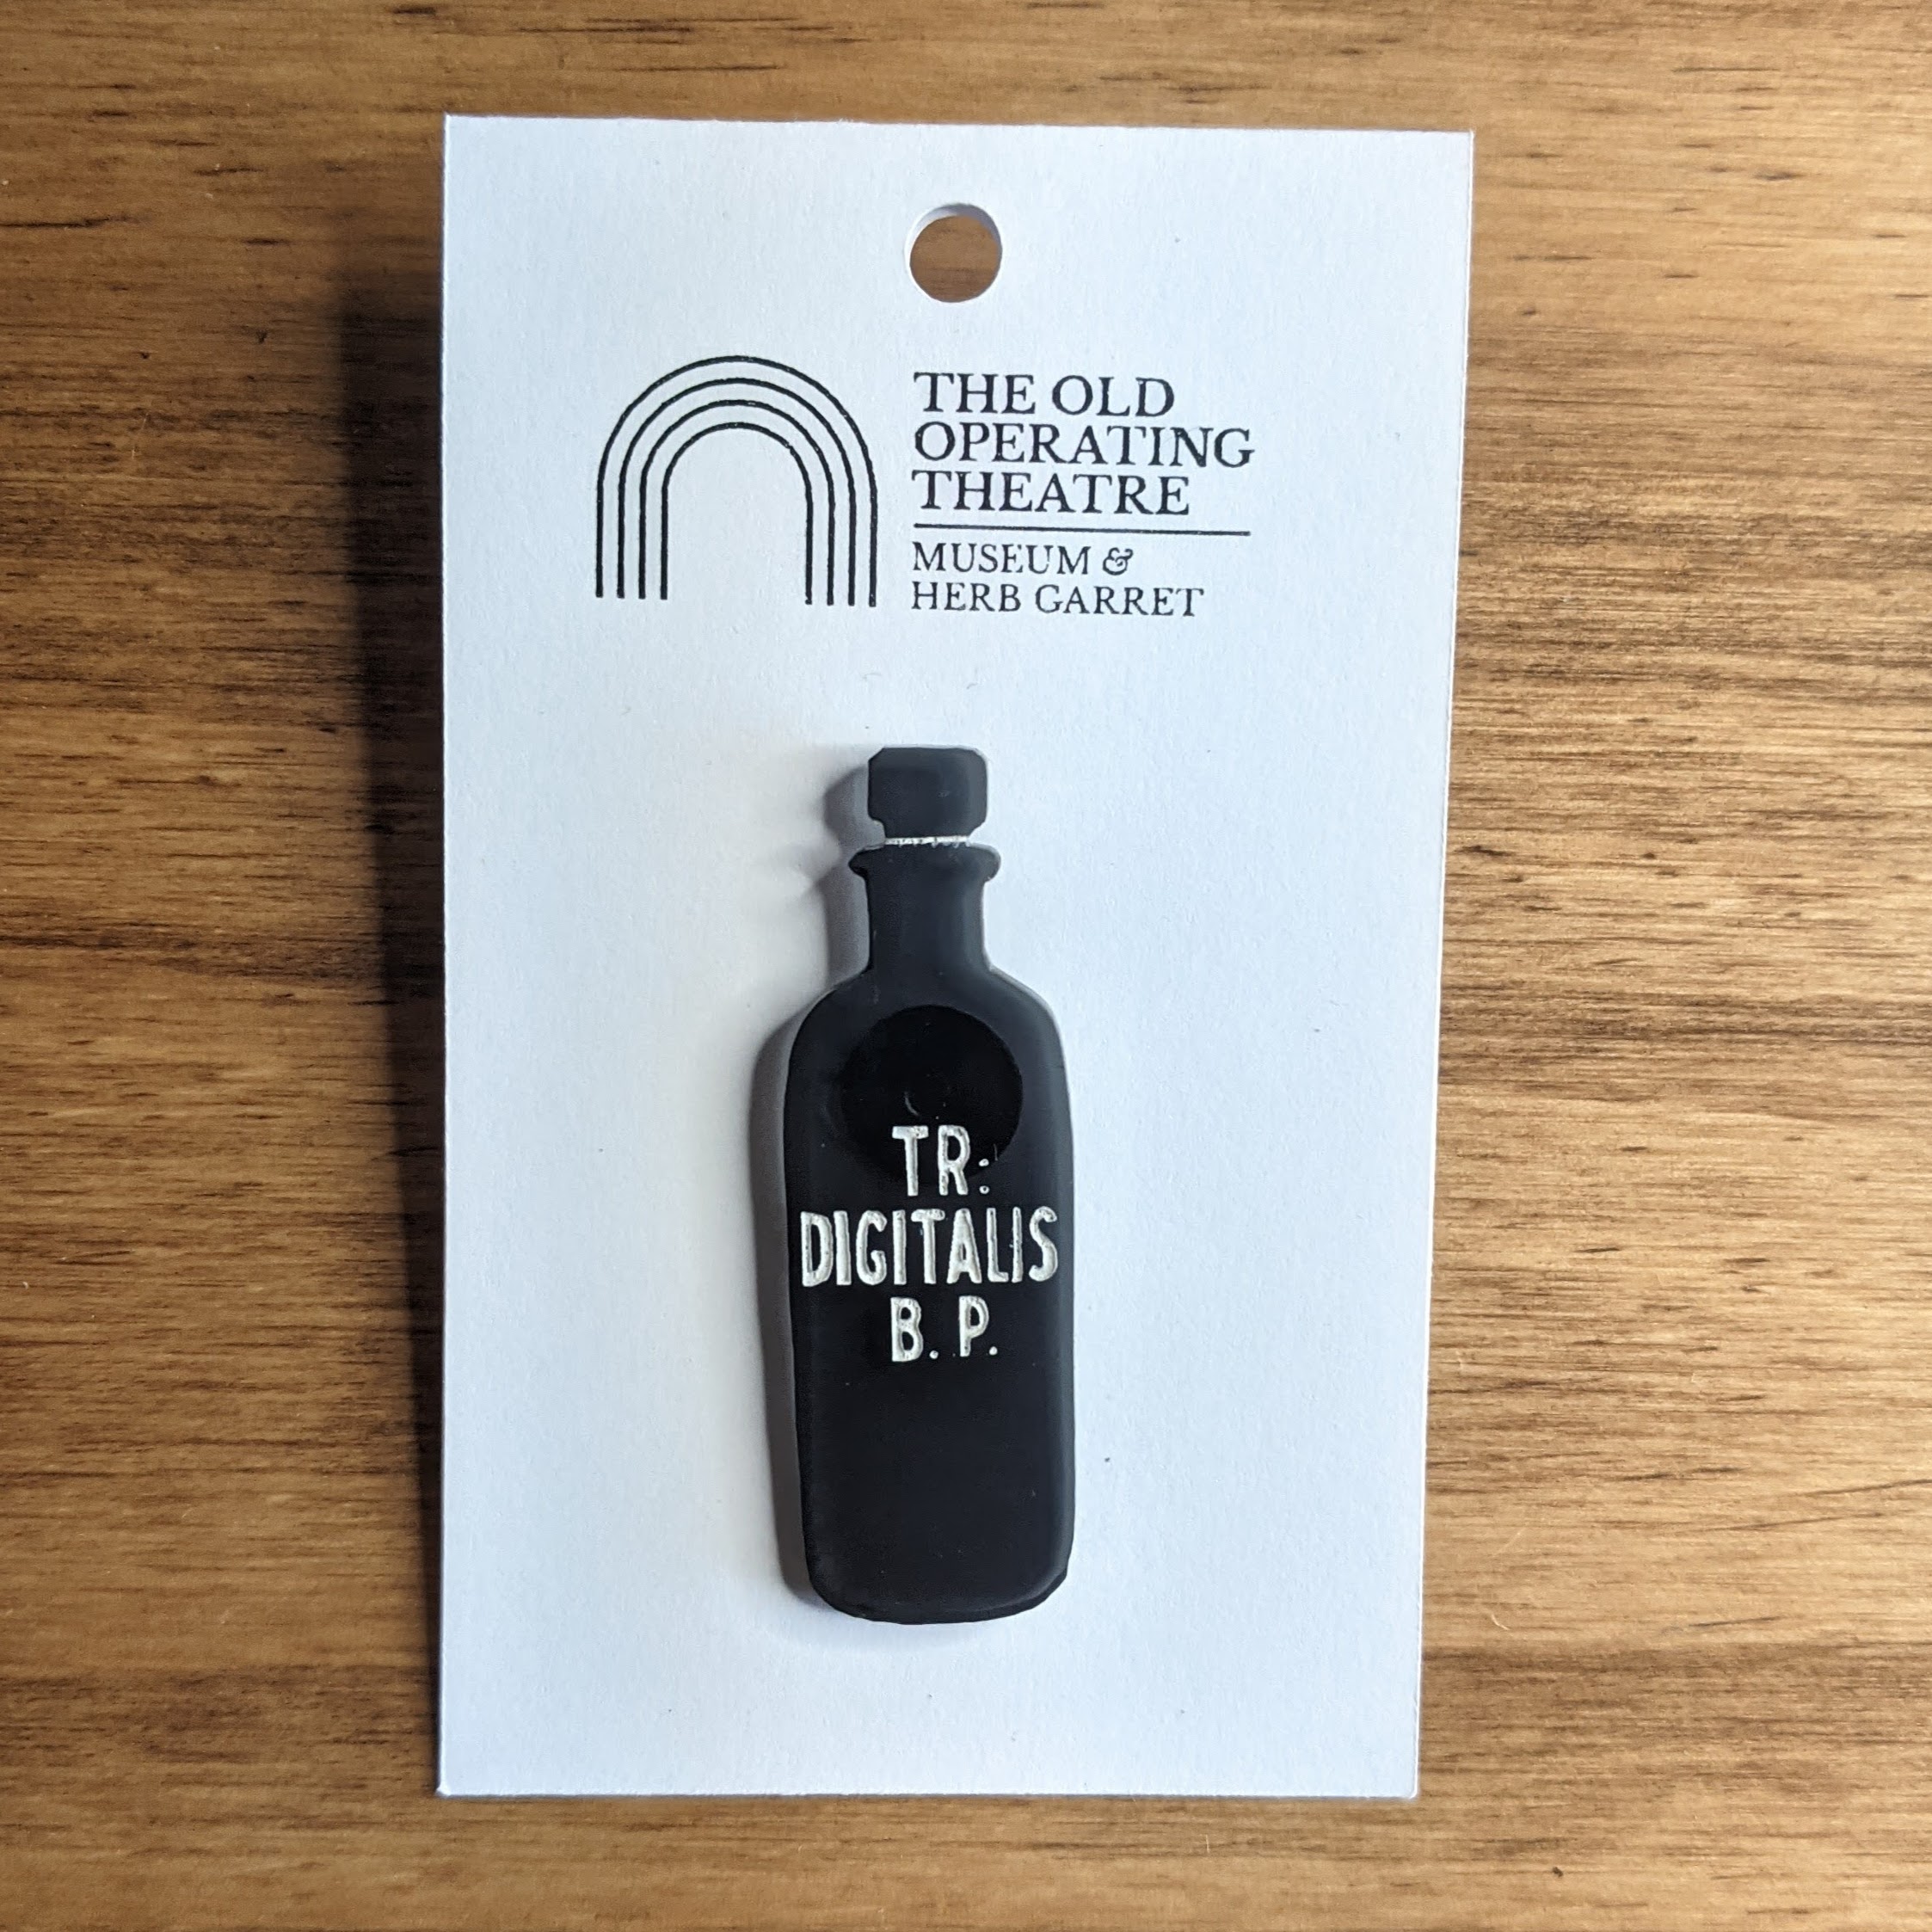 THE OLD
OPERATING
THEATRE
MUSEUM &
HERB GARRET
TR:
DIGITALIS
B. P.